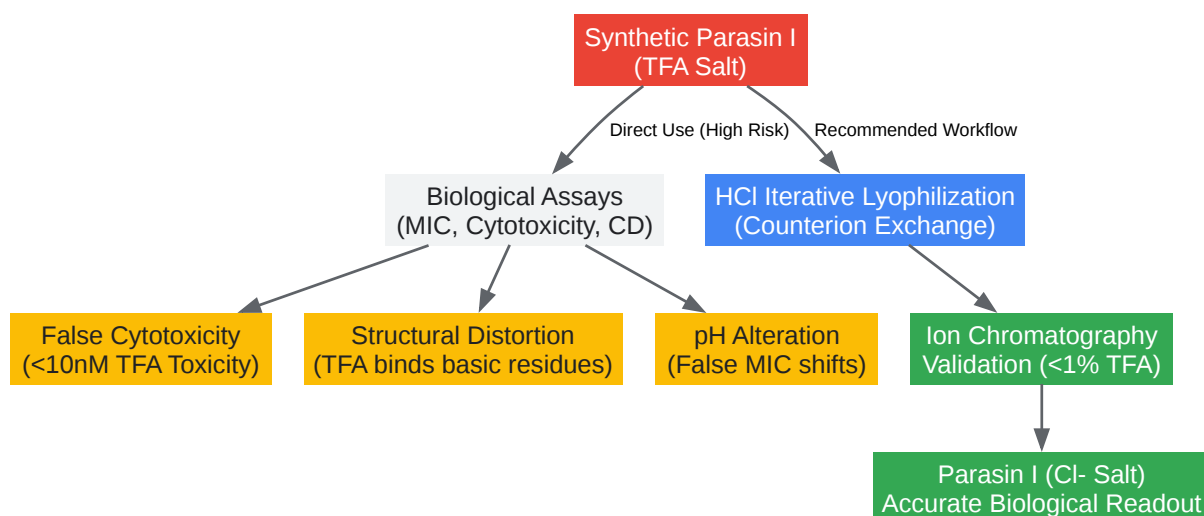 Synthetic Parasin I
(TFA Salt)
Direct Use (High Risk)
Recommended Workflow
Biological Assays
(MIC, Cytotoxicity, CD)
HCl Iterative Lyophilization
(Counterion Exchange)
False Cytotoxicity
(<10nM TFA Toxicity)
Structural Distortion
(TFA binds basic residues)
pH Alteration
(False MIC shifts)
Ion Chromatography
Validation (<1% TFA)
Parasin I (Cl- Salt)
Accurate Biological Readout